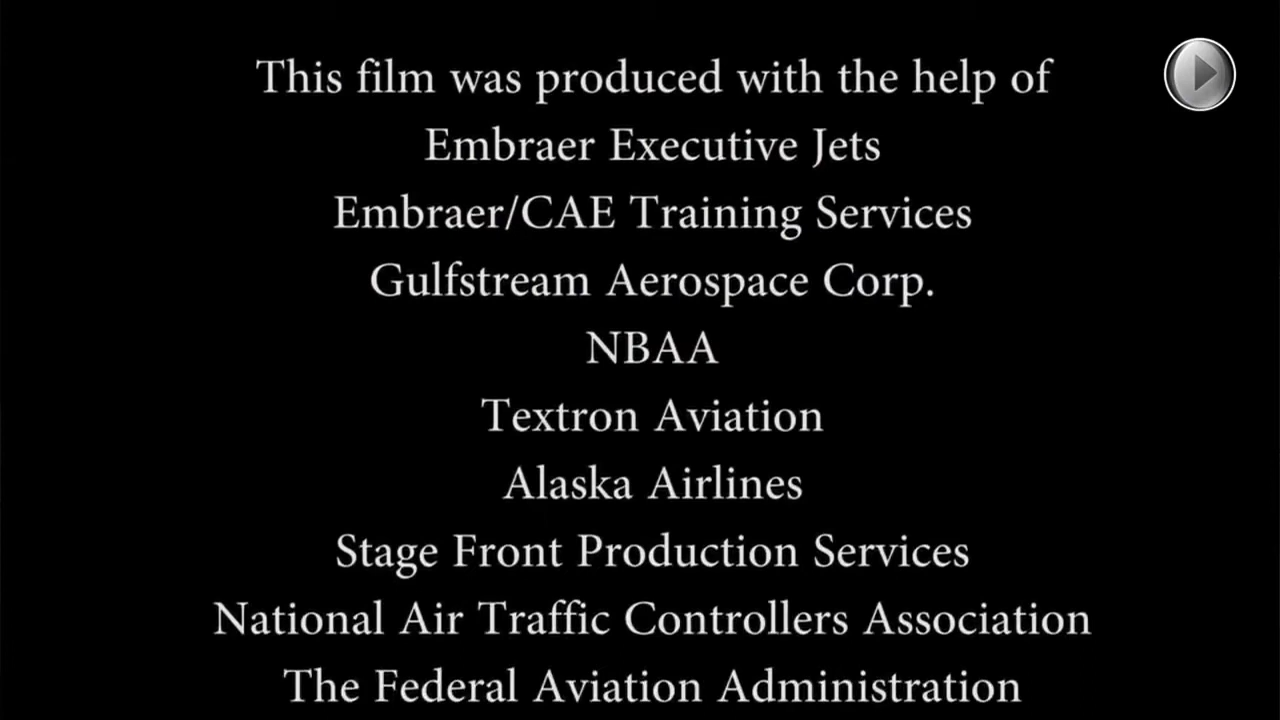 This film was produced with the help of
Embraer Executive Jets
Embraer/CAE Training Services
Gulfstream Aerospace Corp.
NBAA
Textron Aviation
Alaska Airlines
Stage Front Production Services
National Air Traffic Controllers Association
The Federal Aviation Administration